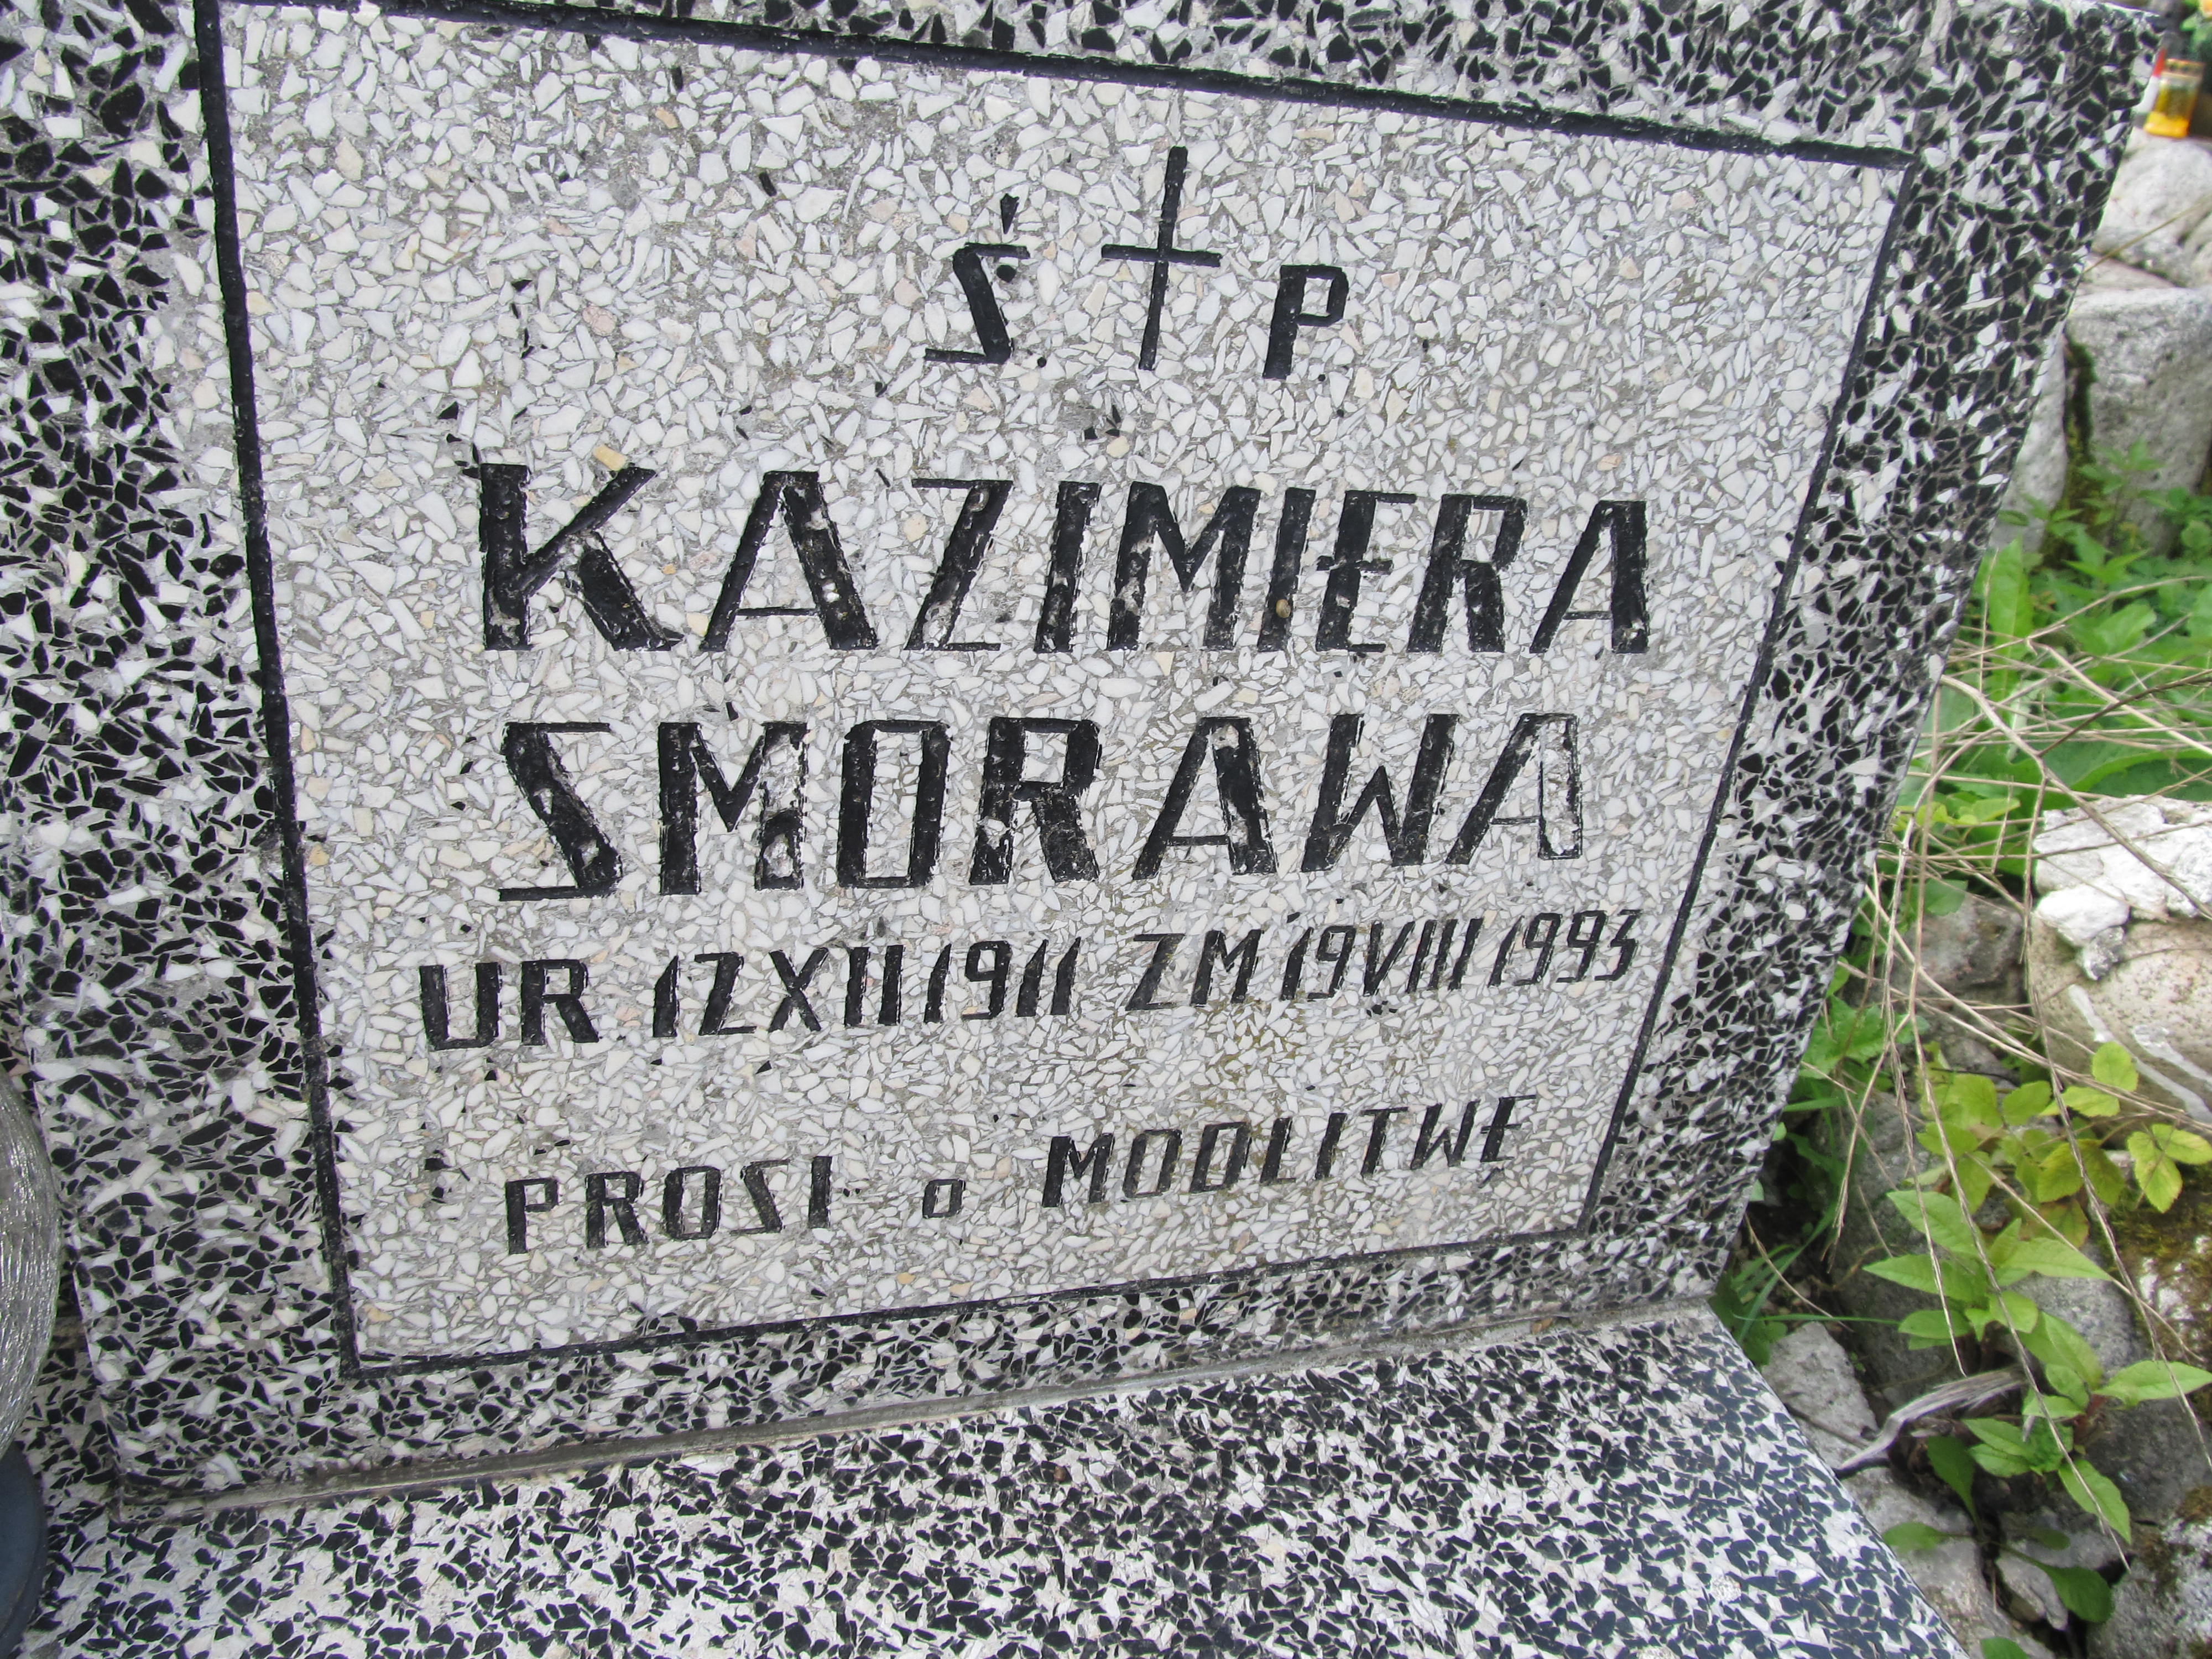 Ś. P.
KAZIMIERA
SMORAWA
UR 12 XII 1911 ZM 19 VIII 1993
PROSI o MODLITWĘ